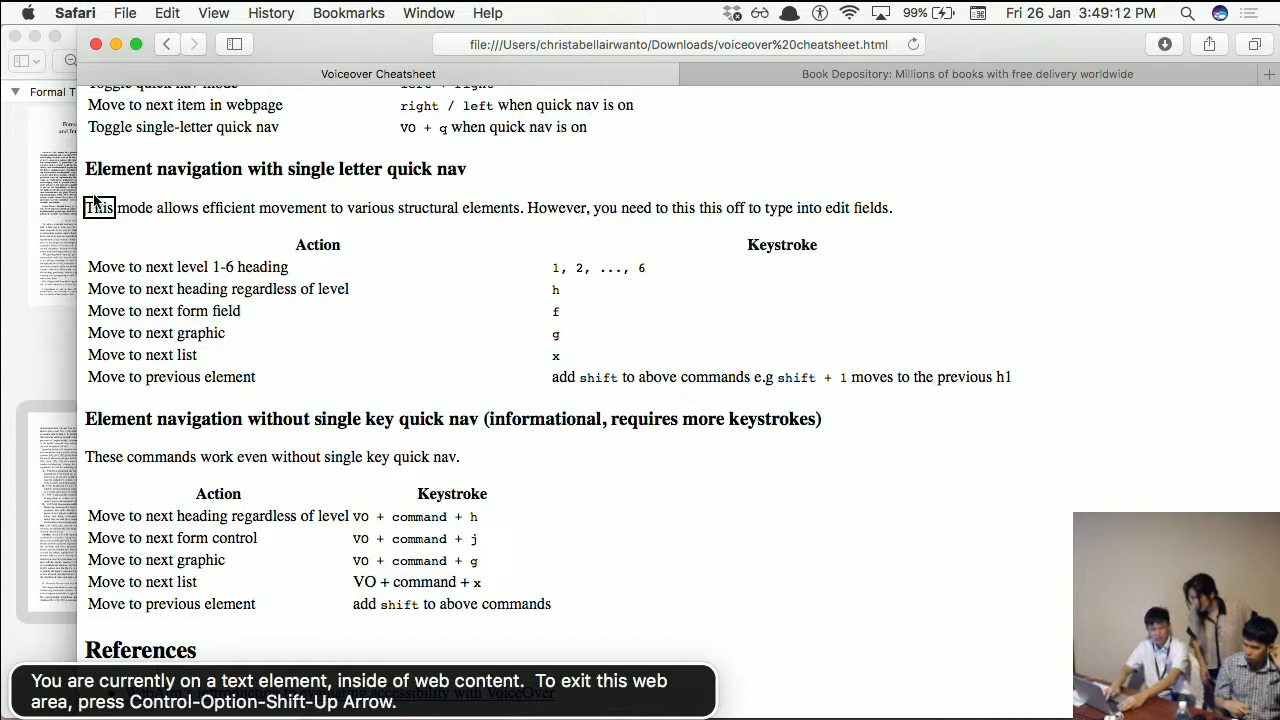 Safari File Edit View History Bookmarks Window Help 99% Fri 26 Jan 3:49:12 PM
file:///Users/christabellairwanto/Downloads/voiceover%20cheatsheet.html
Voiceover Cheatsheet
Book Depository: Millions of books with free delivery worldwide
Formal T
Toggle quick nav mode left + right
Move to next item in webpage right / left when quick nav is on
Toggle single-letter quick nav VO + q when quick nav is on
Element navigation with single letter quick nav
This mode allows efficient movement to various structural elements. However, you need to this this off to type into edit fields.
Action Keystroke
Move to next level 1-6 heading 1, 2, ..., 6
Move to next heading regardless of level h
Move to next form field f
Move to next graphic g
Move to next list x
Move to previous element add shift to above commands e.g shift + 1 moves to the previous h1
Element navigation without single key quick nav (informational, requires more keystrokes)
These commands work even without single key quick nav.
Action Keystroke
Move to next heading regardless of level VO + command + h
Move to next form control VO + command + j
Move to next graphic VO + command + g
Move to next list VO + command + x
Move to previous element add shift to above commands
References
You are currently on a text element, inside of web content. To exit this web
area, press Control-Option-Shift-Up Arrow.